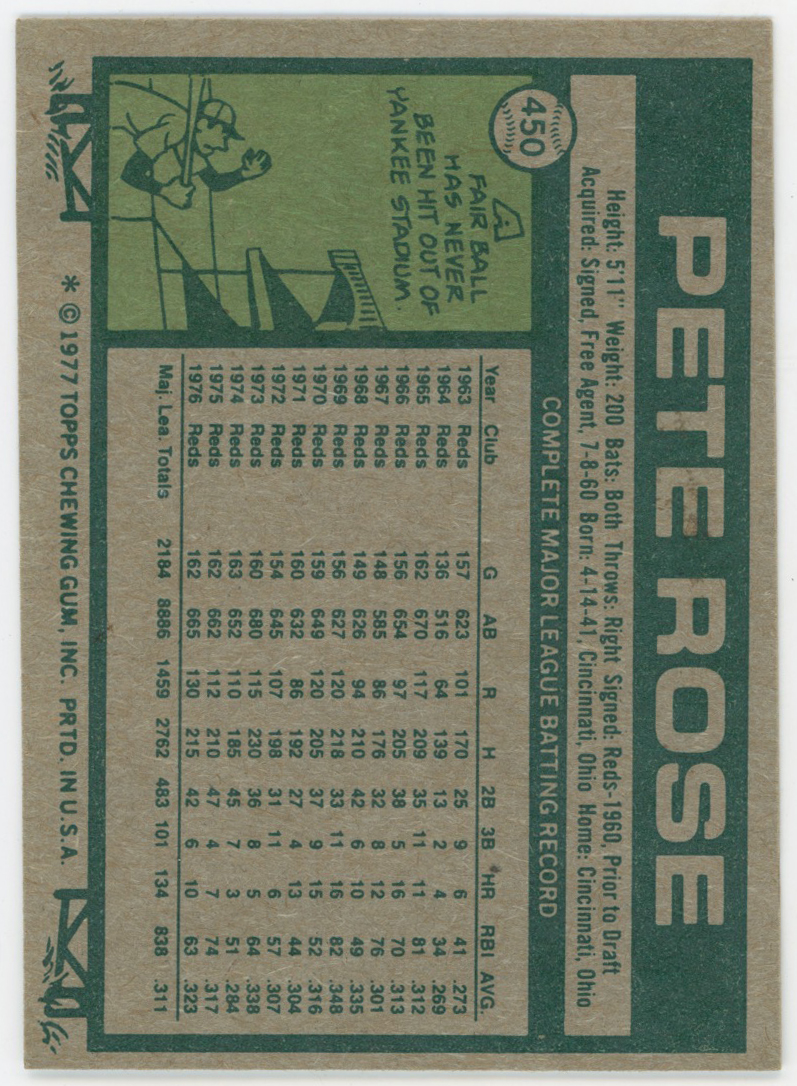 450
PETE ROSE
Height: 5'11" Weight: 200 Bats: Both Throws: Right Signed: Reds-1960, Prior to Draft
Acquired: Signed, Free Agent, 7-8-60 Born: 4-14-41, Cincinnati, Ohio Home: Cincinnati, Ohio
A
FAIR BALL
HAS NEVER
BEEN HIT OUT OF
YANKEE STADIUM.
COMPLETE MAJOR LEAGUE BATTING RECORD
Year Club G AB R H 2B 3B HR RBI AVG.
1963 Reds 157 623 101 170 25 9 6 41 .273
1964 Reds 136 516 64 139 13 2 4 34 .269
1965 Reds 162 670 117 209 35 11 11 81 .312
1966 Reds 156 654 97 205 38 5 16 70 .313
1967 Reds 148 585 86 176 32 8 12 76 .301
1968 Reds 149 626 94 210 42 6 10 49 .335
1969 Reds 156 627 120 218 33 11 16 82 .348
1970 Reds 159 649 120 205 37 9 15 52 .316
1971 Reds 160 632 86 192 27 4 13 44 .304
1972 Reds 154 645 107 198 31 11 6 57 .307
1973 Reds 160 680 115 230 36 8 5 64 .338
1974 Reds 163 652 110 185 45 7 3 51 .284
1975 Reds 162 662 112 210 47 4 7 74 .317
1976 Reds 162 665 130 215 42 6 10 63 .323
Maj. Lea. Totals 2184 8886 1459 2762 483 101 134 838 .311
* © 1977 TOPPS CHEWING GUM, INC. PRTD. IN U.S.A.